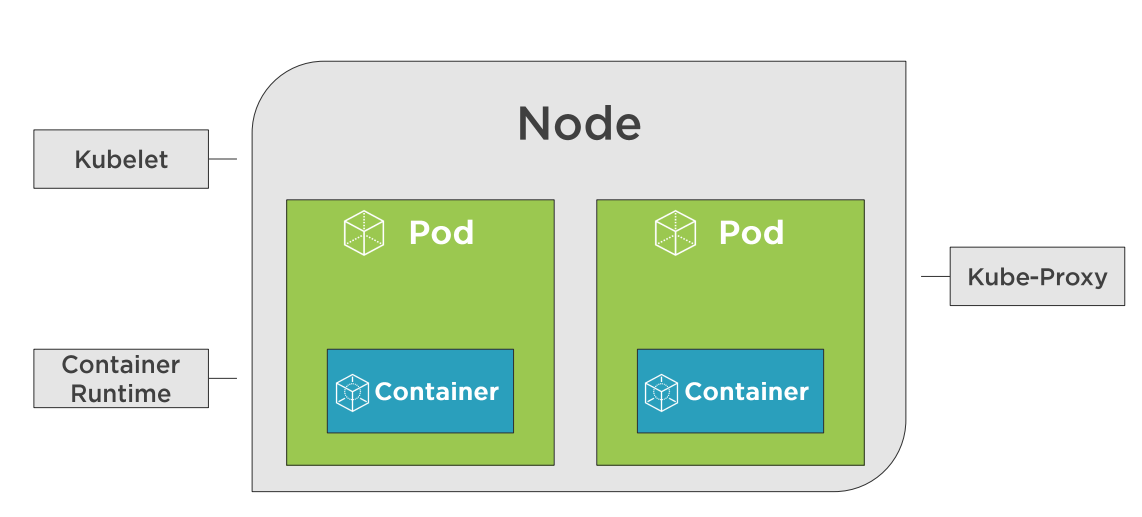 Node
Kubelet
Pod
Pod
Kube-Proxy
Container
Runtime
Container
Container